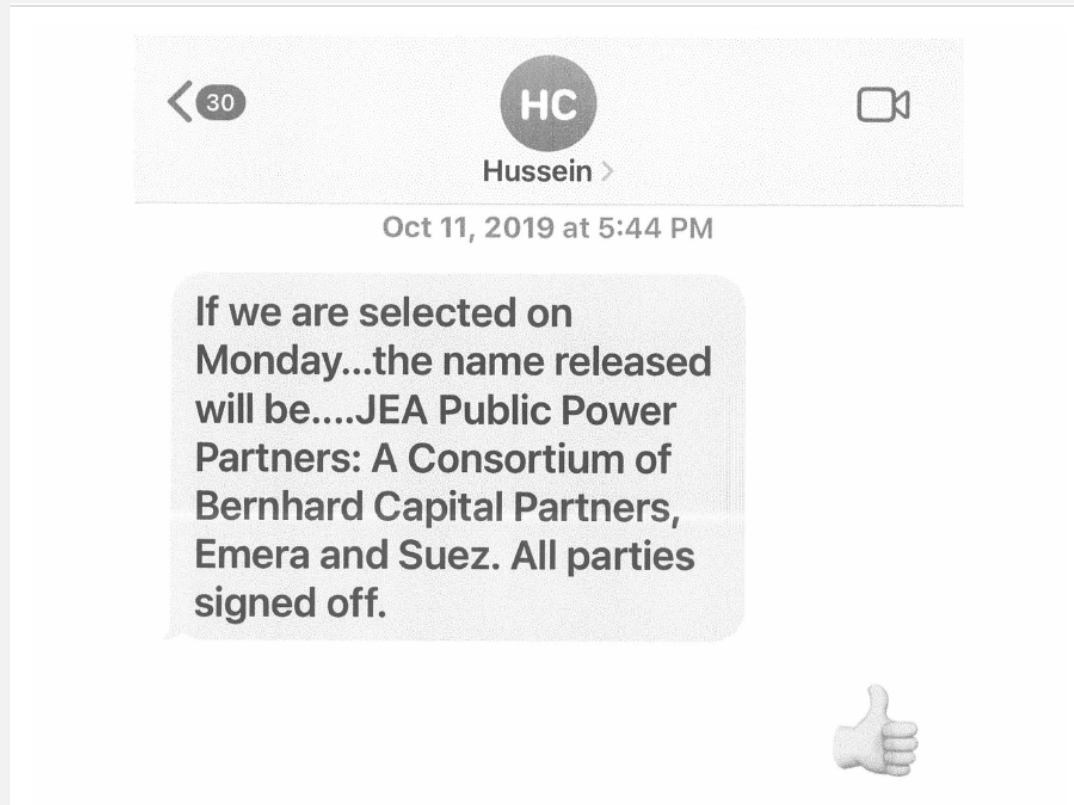 30
HC
Hussein >
Oct 11, 2019 at 5:44 PM
If we are selected on
Monday...the name released
will be....JEA Public Power
Partners: A Consortium of
Bernhard Capital Partners,
Emera and Suez. All parties
signed off.
👍